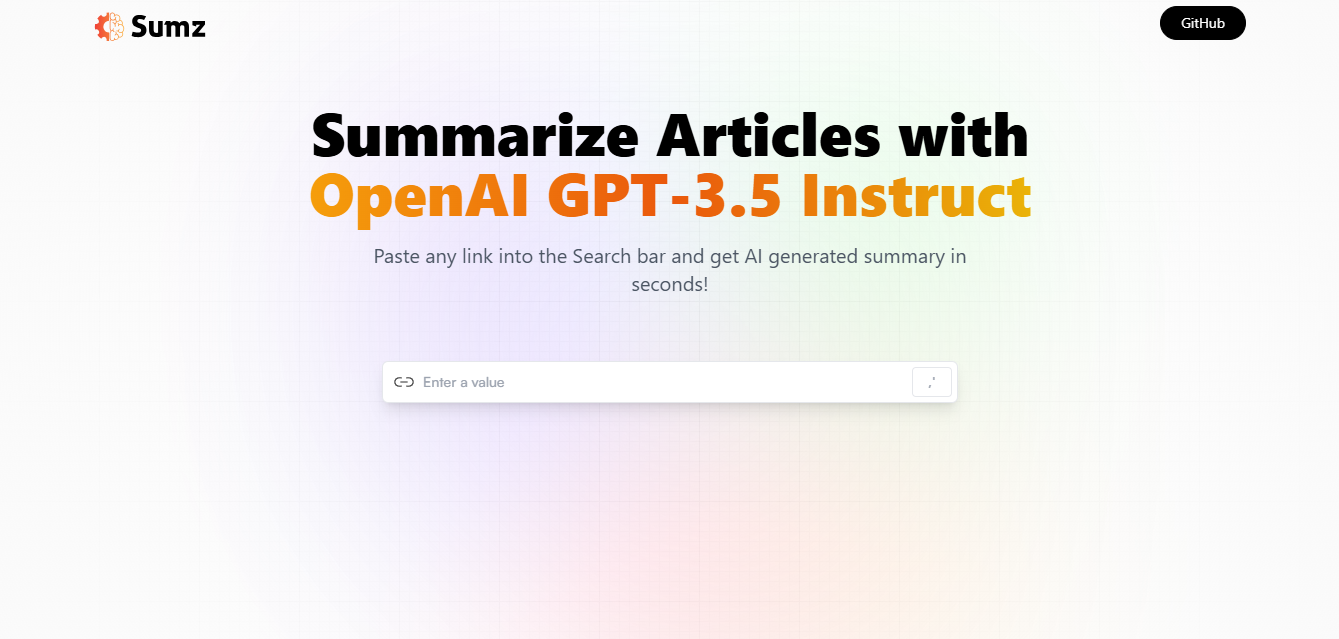 Sumz
GitHub
Summarize Articles with
OpenAI GPT-3.5 Instruct
Paste any link into the Search bar and get AI generated summary in
seconds!
Enter a value